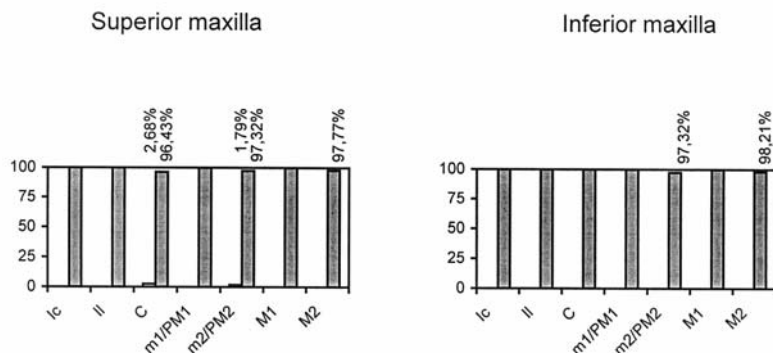 Superior maxilla
2,68%
96,43%
1,79%
97,32%
97,77%
100
75
50
25
0
Ic
Il
C
m1/PM1
m2/PM2
M1
M2
Inferior maxilla
97,32%
98,21%
100
75
50
25
0
Ic
Il
C
m1/PM1
m2/PM2
M1
M2